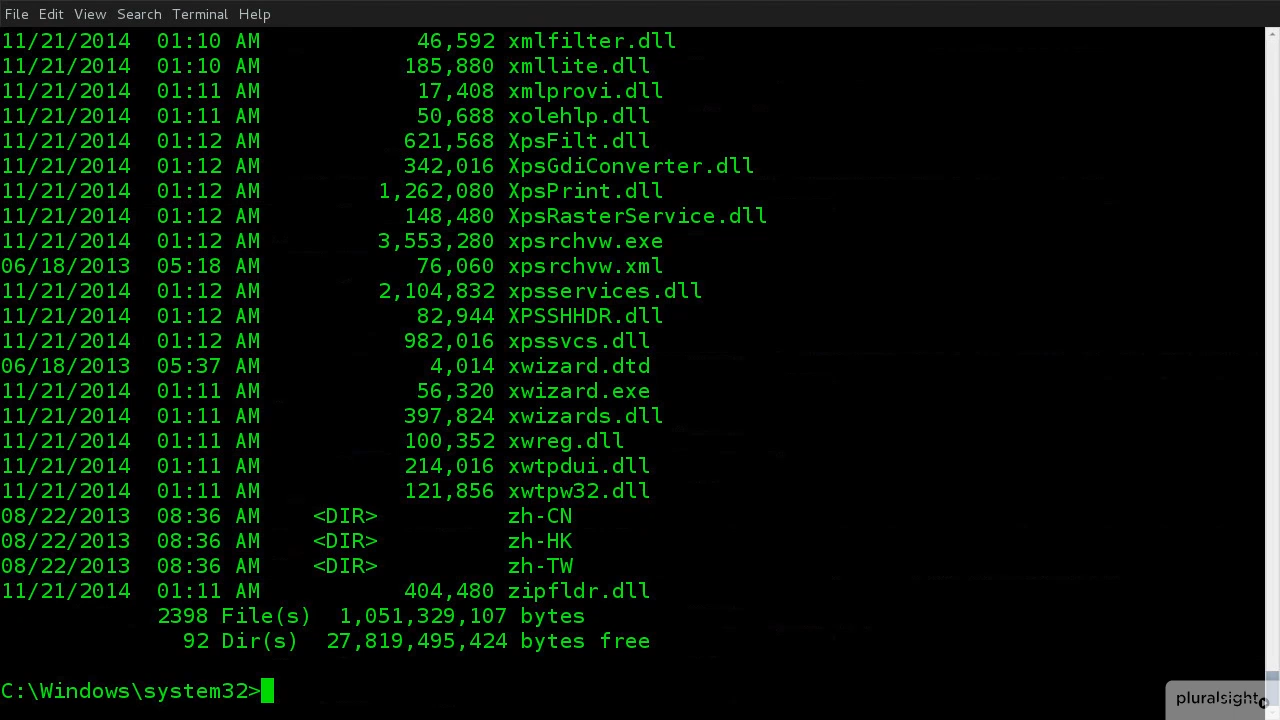 File Edit View Search Terminal Help
11/21/2014  01:10 AM            46,592 xmlfilter.dll
11/21/2014  01:10 AM           185,880 xmllite.dll
11/21/2014  01:11 AM            17,408 xmlprovi.dll
11/21/2014  01:11 AM            50,688 xolehlp.dll
11/21/2014  01:12 AM           621,568 XpsFilt.dll
11/21/2014  01:12 AM           342,016 XpsGdiConverter.dll
11/21/2014  01:12 AM         1,262,080 XpsPrint.dll
11/21/2014  01:12 AM           148,480 XpsRasterService.dll
11/21/2014  01:12 AM         3,553,280 xpsrchvw.exe
06/18/2013  05:18 AM            76,060 xpsrchvw.xml
11/21/2014  01:12 AM         2,104,832 xpsservices.dll
11/21/2014  01:12 AM            82,944 XPSSHHDR.dll
11/21/2014  01:12 AM           982,016 xpssvcs.dll
06/18/2013  05:37 AM             4,014 xwizard.dtd
11/21/2014  01:11 AM            56,320 xwizard.exe
11/21/2014  01:11 AM           397,824 xwizards.dll
11/21/2014  01:11 AM           100,352 xwreg.dll
11/21/2014  01:11 AM           214,016 xwtpdui.dll
11/21/2014  01:11 AM           121,856 xwtpw32.dll
08/22/2013  08:36 AM    <DIR>          zh-CN
08/22/2013  08:36 AM    <DIR>          zh-HK
08/22/2013  08:36 AM    <DIR>          zh-TW
11/21/2014  01:11 AM           404,480 zipfldr.dll
            2398 File(s)  1,051,329,107 bytes
              92 Dir(s)  27,819,495,424 bytes free
C:\Windows\system32>
pluralsight